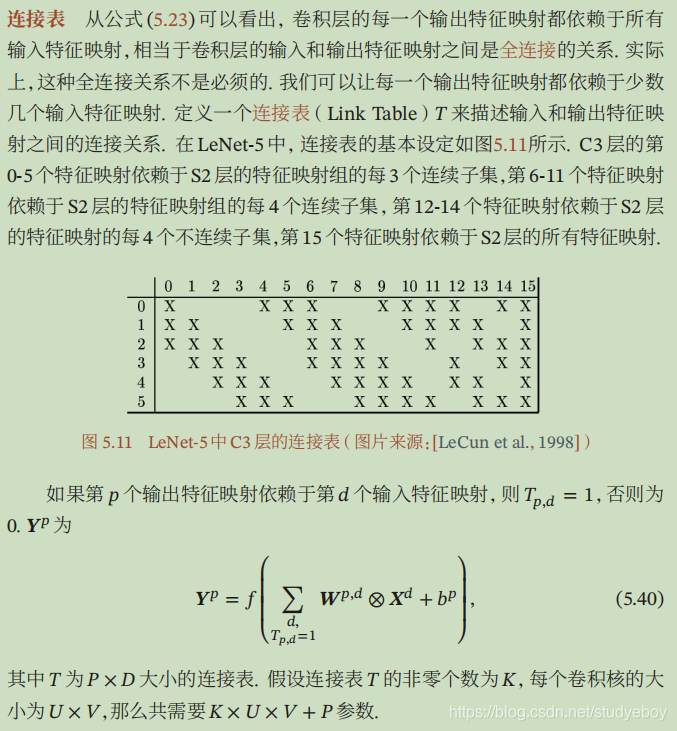 连接表 从公式(5.23)可以看出, 卷积层的每一个输出特征映射都依赖于所有
输入特征映射, 相当于卷积层的输入和输出特征映射之间是全连接的关系. 实际
上, 这种全连接关系不是必须的. 我们可以让每一个输出特征映射都依赖于少数
几个输入特征映射. 定义一个连接表 ( Link Table ) T 来描述输入和输出特征映
射之间的连接关系. 在 LeNet-5 中, 连接表的基本设定如图5.11所示. C3 层的第
0-5 个特征映射依赖于 S2 层的特征映射组的每 3 个连续子集,第 6-11 个特征映射
依赖于 S2 层的特征映射组的每 4 个连续子集, 第 12-14 个特征映射依赖于 S2 层
的特征映射的每 4 个不连续子集,第 15 个特征映射依赖于 S2 层的所有特征映射.
0 1 2 3 4 5 6 7 8 9 10 11 12 13 14 15
0 X X X X X X X X X X
1 X X X X X X X X X X
2 X X X X X X X X X X
3 X X X X X X X X X X
4 X X X X X X X X X X
5 X X X X X X X X X X
图 5.11 LeNet-5 中 C3 层的连接表 ( 图片来源: [LeCun et al., 1998] )
如果第 p 个输出特征映射依赖于第 d 个输入特征映射, 则 T_{p,d} = 1, 否则为
0. Y^p 为
Y^p = f ( ∑_{d, T_{p,d}=1} W^{p,d} ⊗ X^d + b^p ), (5.40)
其中 T 为 P × D 大小的连接表. 假设连接表 T 的非零个数为 K, 每个卷积核的大
小为 U × V, 那么共需要 K × U × V + P 参数.
https://blog.csdn.net/studyeboy